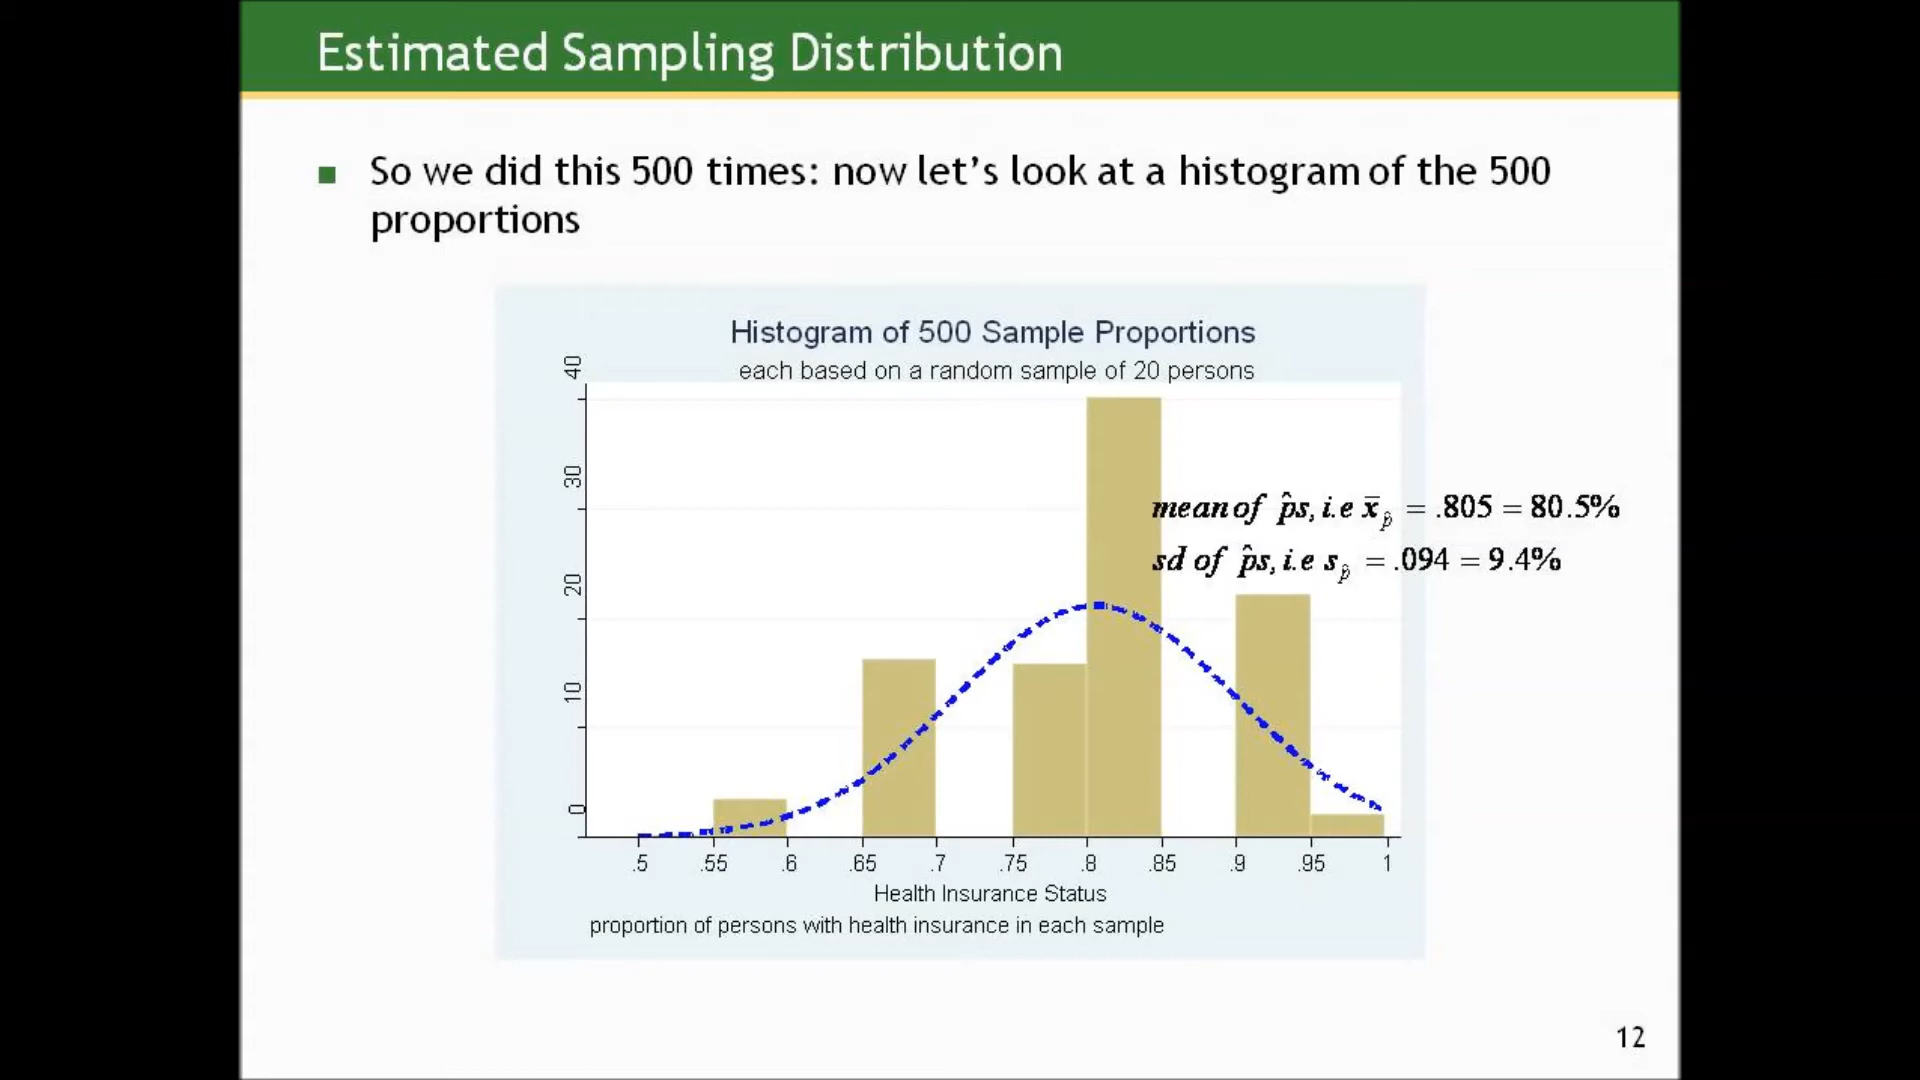 Estimated Sampling Distribution
So we did this 500 times: now let's look at a histogram of the 500
proportions
Histogram of 500 Sample Proportions
each based on a random sample of 20 persons
40
30
20
10
0
mean of p̂s, i.e x̄p̂ = .805 = 80.5%
sd of p̂s, i.e sp̂ = .094 = 9.4%
.5 .55 .6 .65 .7 .75 .8 .85 .9 .95 1
Health Insurance Status
proportion of persons with health insurance in each sample
12